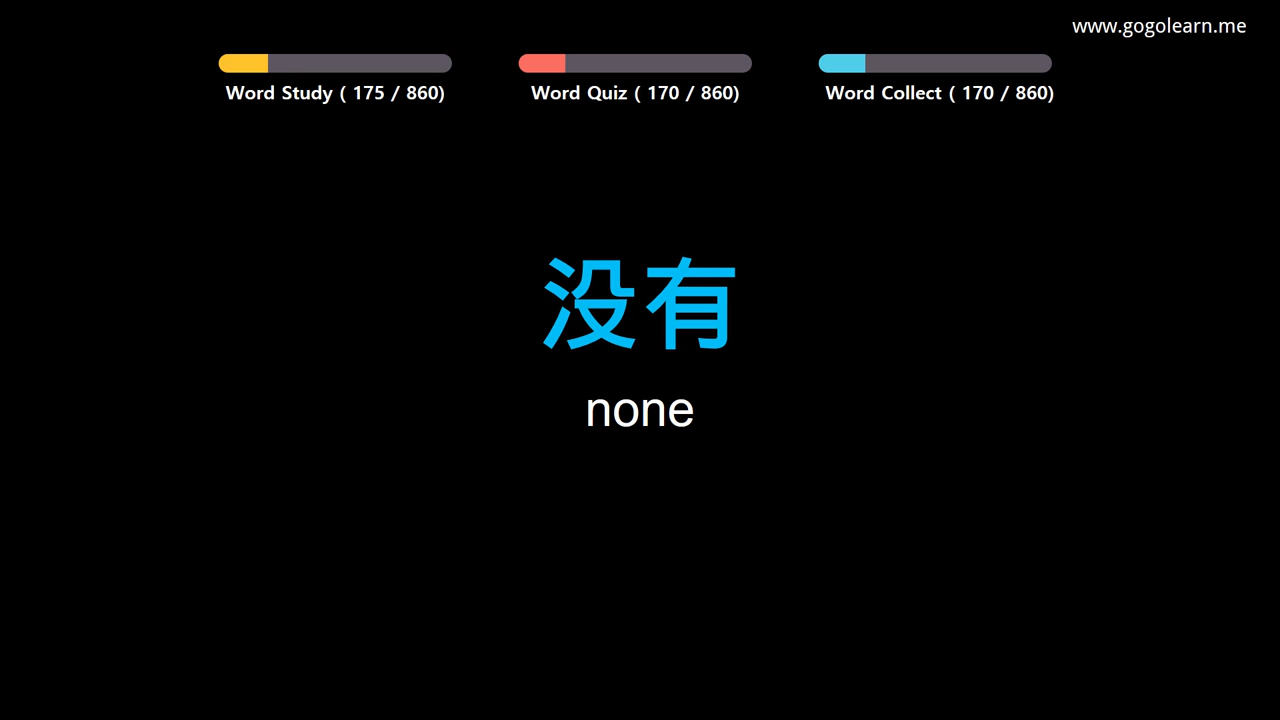 www.gogolearn.me
Word Study ( 175 / 860)
Word Quiz ( 170 / 860)
Word Collect ( 170 / 860)
没有
none